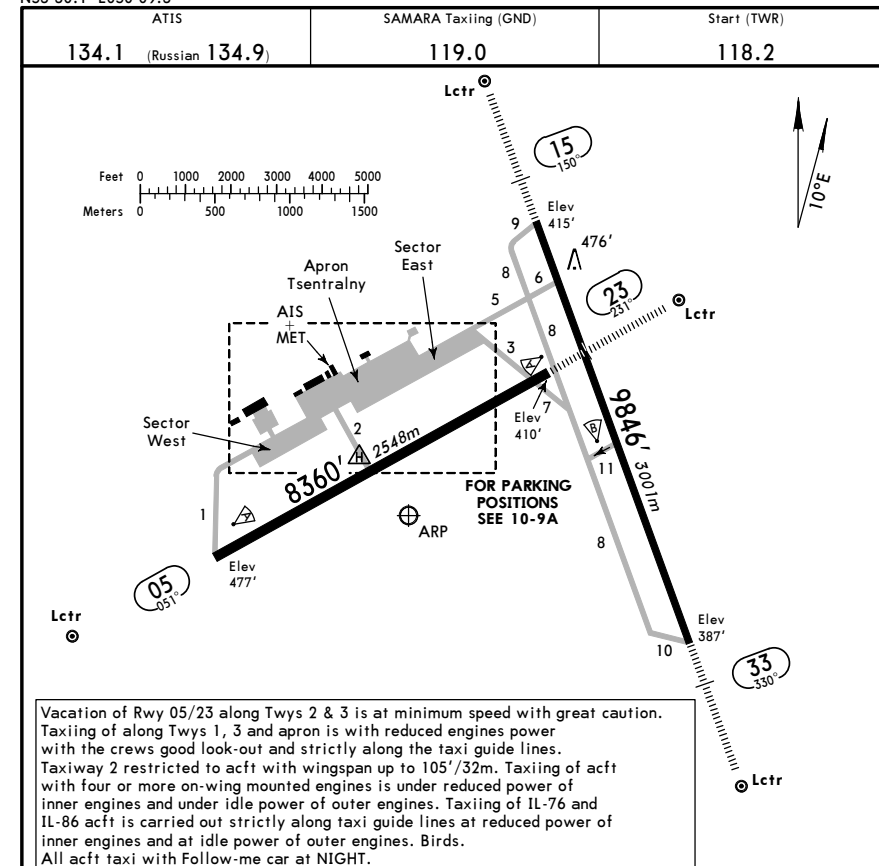 ATIS
SAMARA Taxiing (GND)
Start (TWR)
134.1 (Russian 134.9)
119.0
118.2
Lctr
15
150°
10°E
Feet 0 1000 2000 3000 4000 5000
Meters 0 500 1000 1500
Elev
415'
9
476'
Sector
East
8
6
Apron
Tsentralny
5
23
231°
Lctr
AIS
+
MET
8
3
A
7
Elev
410'
9846'
3001m
Sector
West
2
B
H
8360'
2548m
11
FOR PARKING
POSITIONS
SEE 10-9A
1
A
ARP
8
Elev
477'
05
051°
Lctr
Elev
387'
10
33
330°
Lctr
Vacation of Rwy 05/23 along Twys 2 & 3 is at minimum speed with great caution.
Taxiing of along Twys 1, 3 and apron is with reduced engines power
with the crews good look-out and strictly along the taxi guide lines.
Taxiway 2 restricted to acft with wingspan up to 105'/32m. Taxiing of acft
with four or more on-wing mounted engines is under reduced power of
inner engines and under idle power of outer engines. Taxiing of IL-76 and
IL-86 acft is carried out strictly along taxi guide lines at reduced power of
inner engines and at idle power of outer engines. Birds.
All acft taxi with Follow-me car at NIGHT.